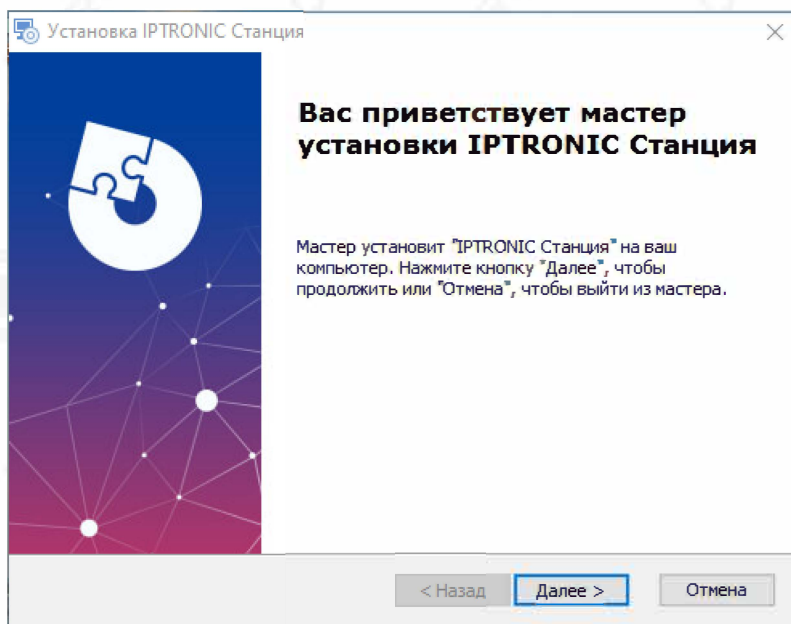 Установка IPTRONIC Станция
Вас приветствует мастер
установки IPTRONIC Станция
Мастер установит "IPTRONIC Станция" на ваш
компьютер. Нажмите кнопку "Далее", чтобы
продолжить или "Отмена", чтобы выйти из мастера.
< Назад
Далее >
Отмена